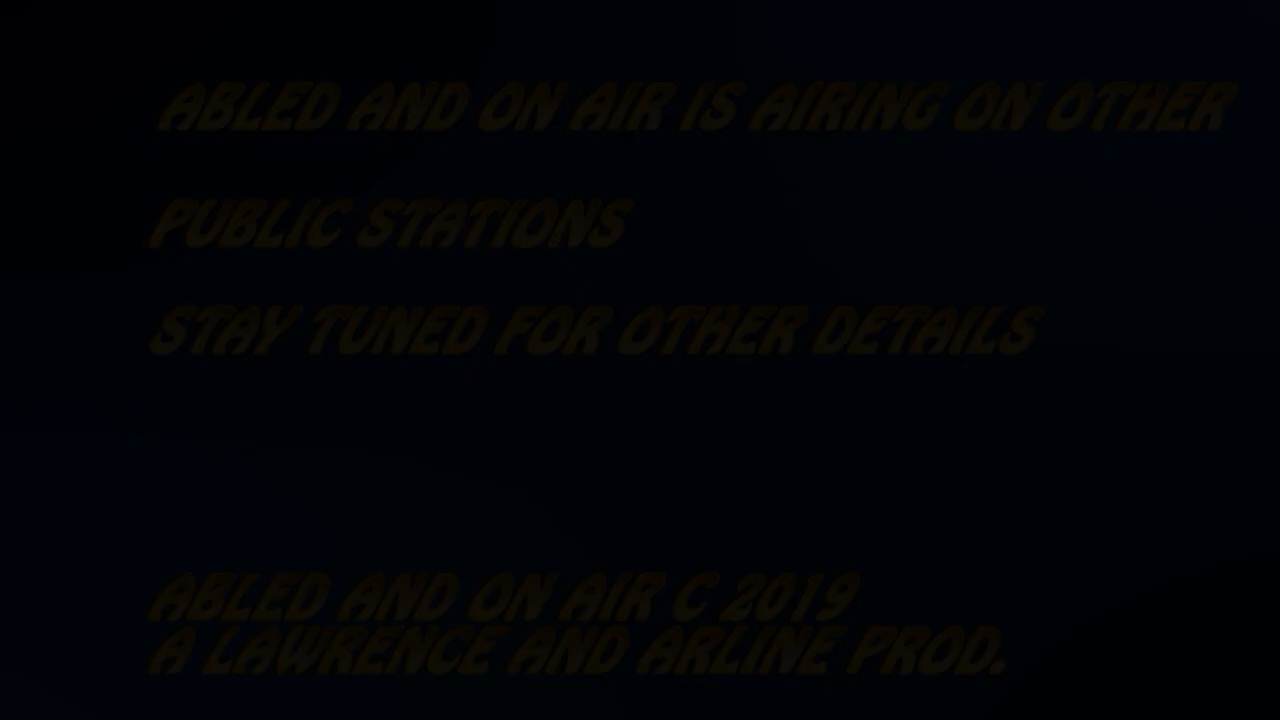 ABLED AND ON AIR IS AIRING ON OTHER
PUBLIC STATIONS
STAY TUNED FOR OTHER DETAILS
ABLED AND ON AIR C 2019
A LAWRENCE AND ARLINE PROD.